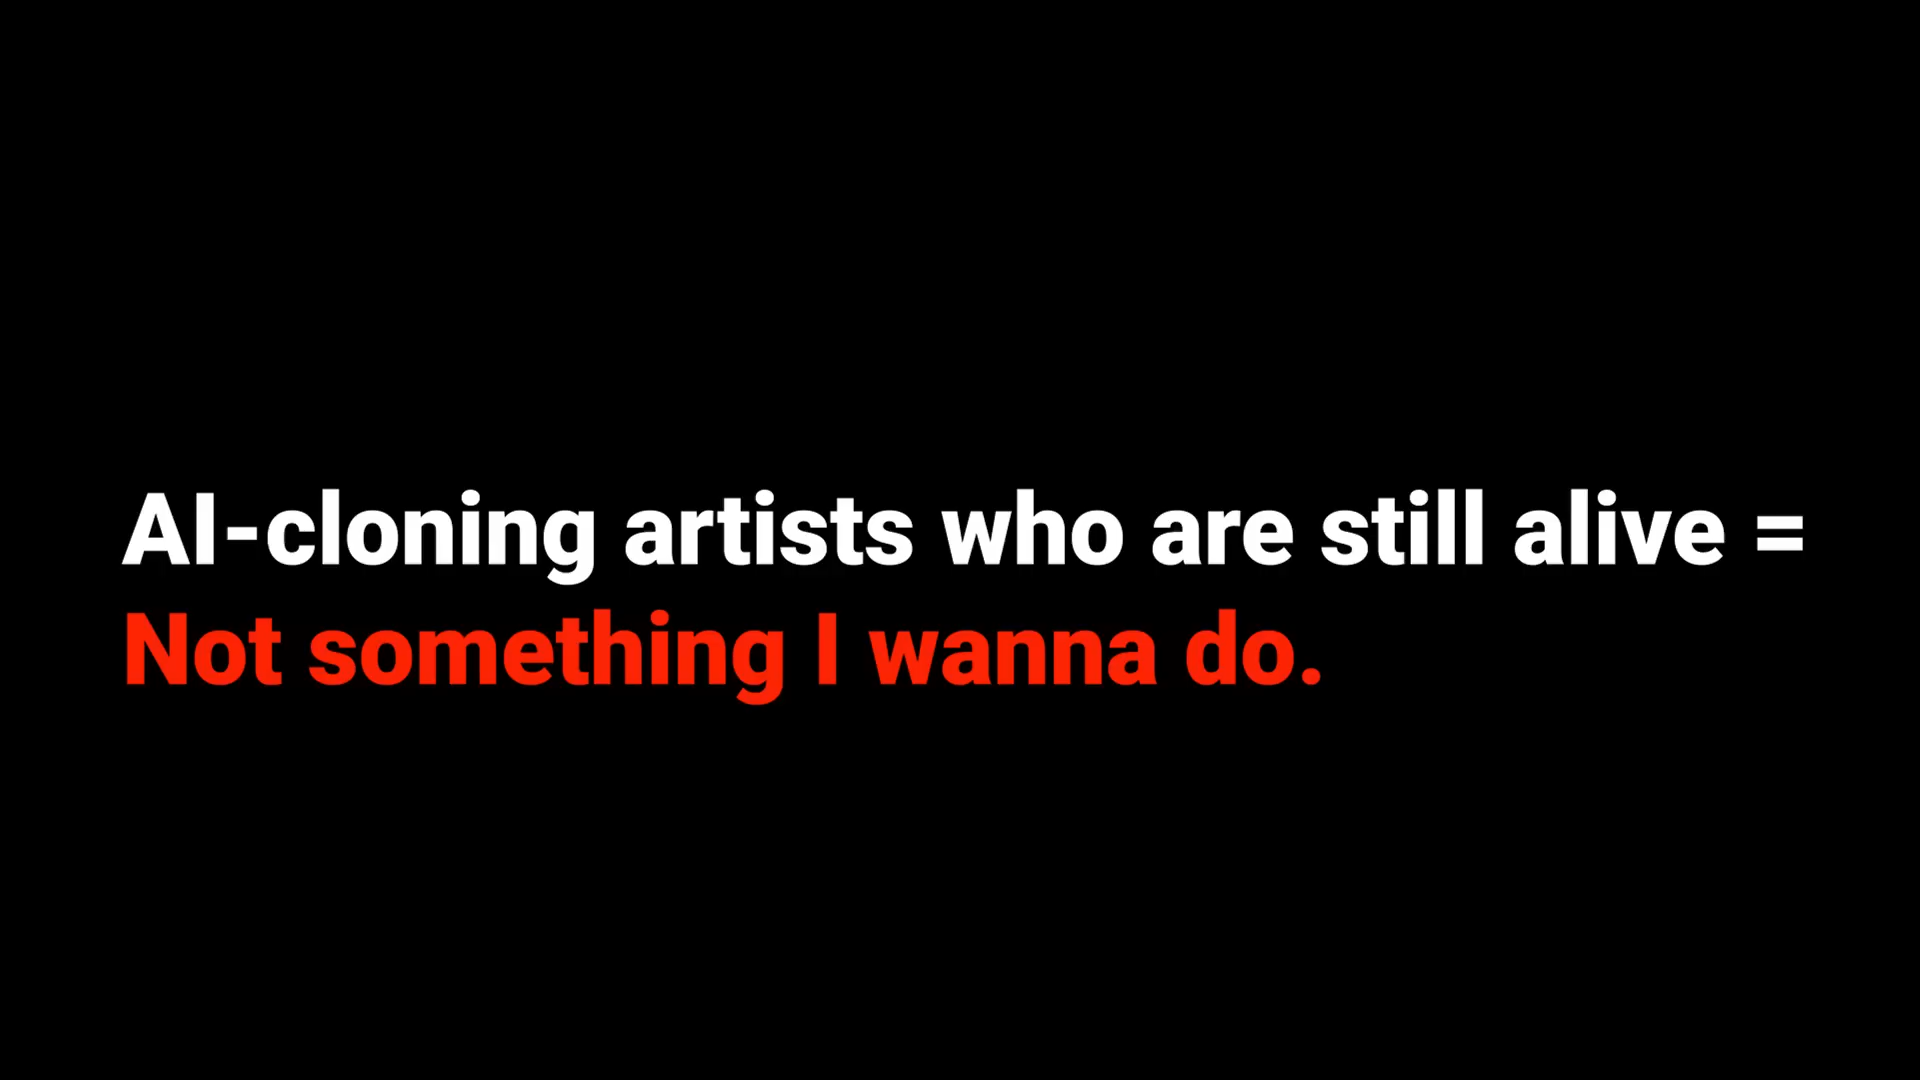 AI-cloning artists who are still alive =
Not something I wanna do.